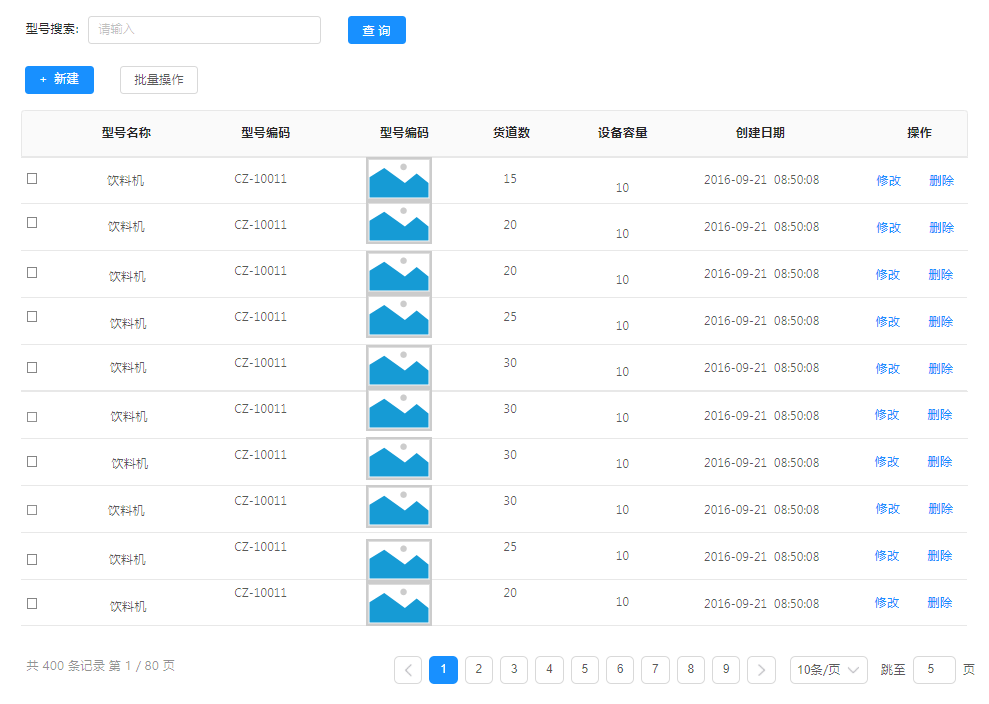 型号搜索: 请输入 查 询
+ 新建 批量操作
型号名称 型号编码 型号编码 货道数 设备容量 创建日期 操作
饮料机 CZ-10011 15 10 2016-09-21 08:50:08 修改 删除
饮料机 CZ-10011 20 10 2016-09-21 08:50:08 修改 删除
饮料机 CZ-10011 20 10 2016-09-21 08:50:08 修改 删除
饮料机 CZ-10011 25 10 2016-09-21 08:50:08 修改 删除
饮料机 CZ-10011 30 10 2016-09-21 08:50:08 修改 删除
饮料机 CZ-10011 30 10 2016-09-21 08:50:08 修改 删除
饮料机 CZ-10011 30 10 2016-09-21 08:50:08 修改 删除
饮料机 CZ-10011 30 10 2016-09-21 08:50:08 修改 删除
饮料机 CZ-10011 25 10 2016-09-21 08:50:08 修改 删除
饮料机 CZ-10011 20 10 2016-09-21 08:50:08 修改 删除
共 400 条记录 第 1 / 80 页 1 2 3 4 5 6 7 8 9 10条/页 跳至 5 页